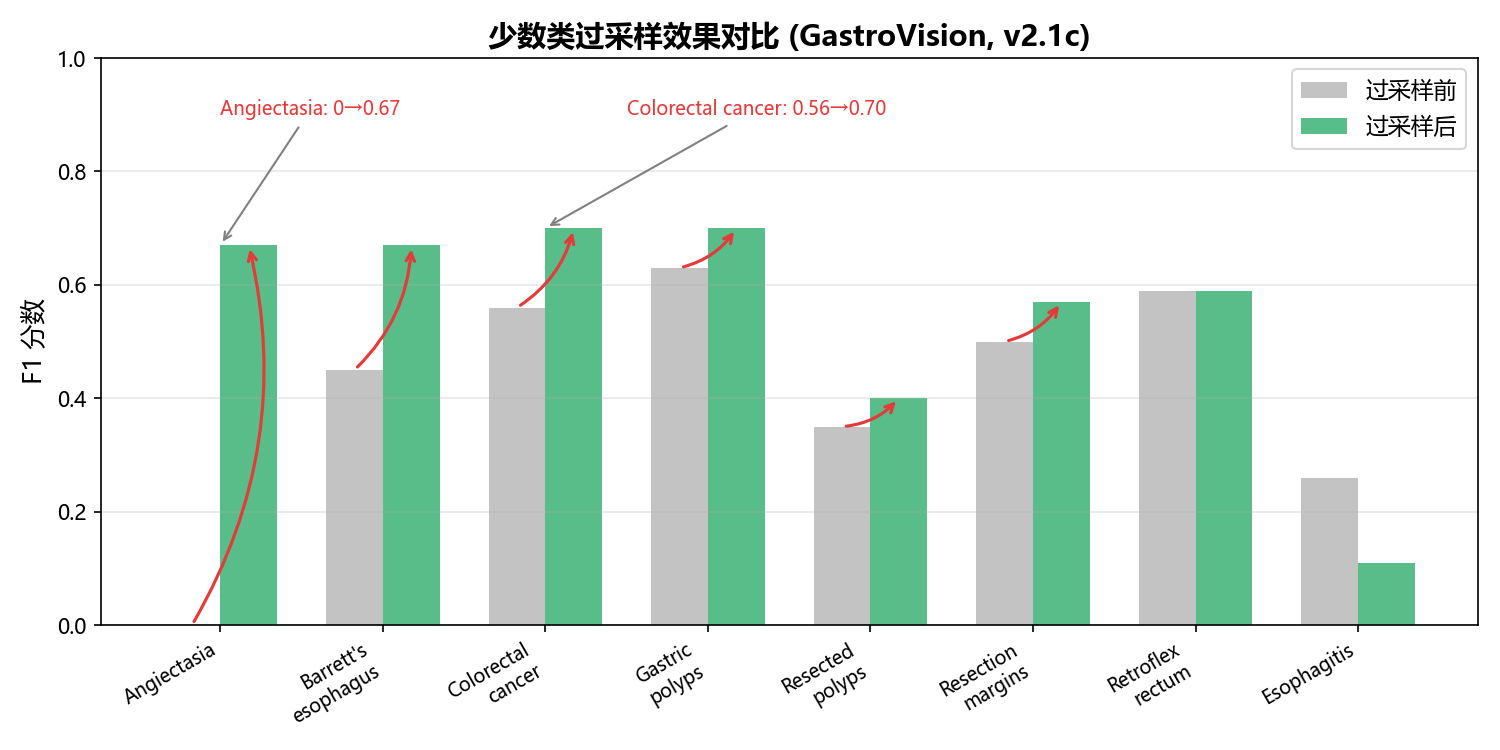 少数类过采样效果对比 (GastroVision, v2.1c)
1.0
0.8
0.6
0.4
0.2
0.0
F1 分数
Angiectasia: 0→0.67
Colorectal cancer: 0.56→0.70
过采样前
过采样后
Angiectasia
Barrett's
esophagus
Colorectal
cancer
Gastric
polyps
Resected
polyps
Resection
margins
Retroflex
rectum
Esophagitis